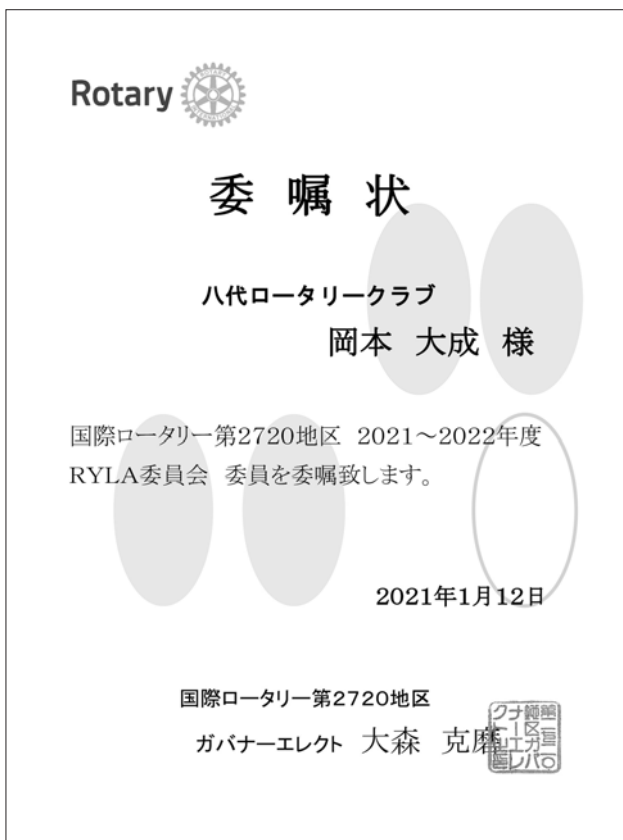 Rotary
ROTARY
INTERNATIONAL
委 嘱 状
八代ロータリークラブ
岡本 大成 様
国際ロータリー第2720地区 2021～2022年度
RYLA委員会 委員を委嘱致します。
2021年1月12日
国際ロータリー第2720地区
ガバナーエレクト 大森 克磨